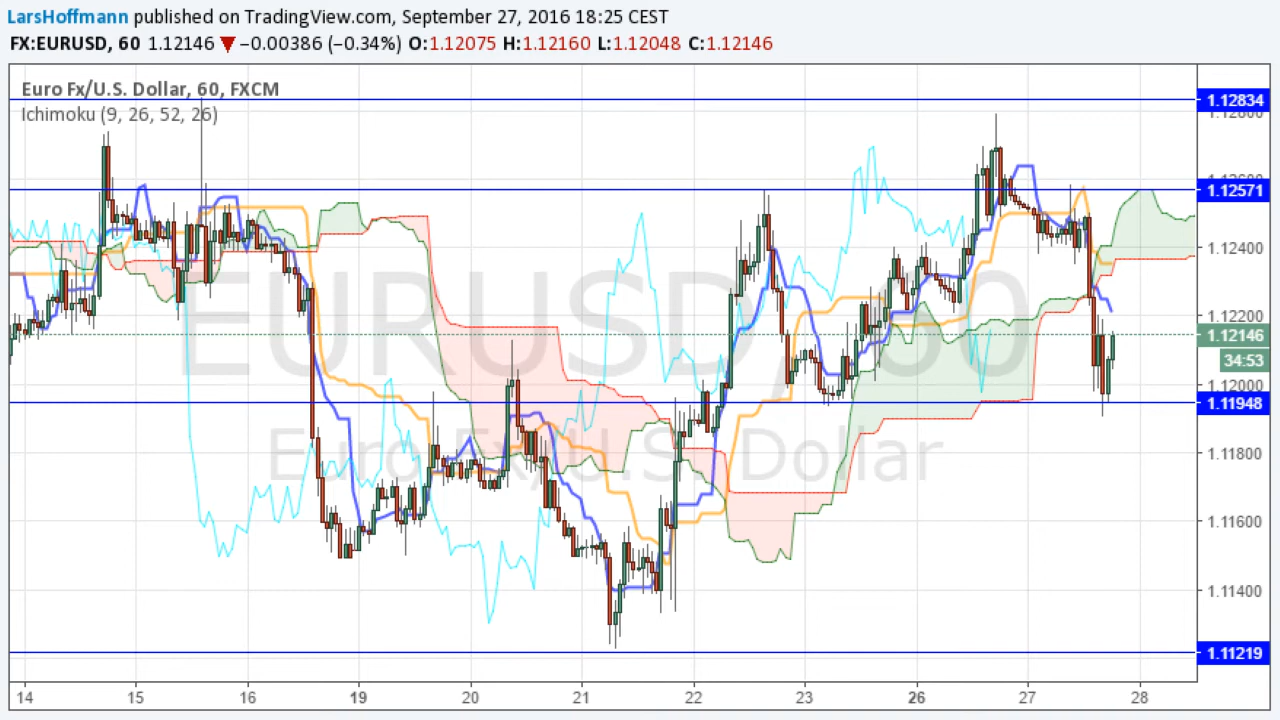 LarsHoffmann published on TradingView.com, September 27, 2016 18:25 CEST
FX:EURUSD, 60 1.12146 ▼ −0.00386 (−0.34%) O:1.12075 H:1.12160 L:1.12048 C:1.12146
Euro Fx/U.S. Dollar, 60, FXCM
Ichimoku (9, 26, 52, 26)
EURUSD, 60
Euro Fx/U.S. Dollar
1.12834
1.12800
1.12600
1.12571
1.12400
1.12200
1.12146
34:53
1.12000
1.11948
1.11800
1.11600
1.11400
1.11219
14 15 16 19 20 21 22 23 26 27 28